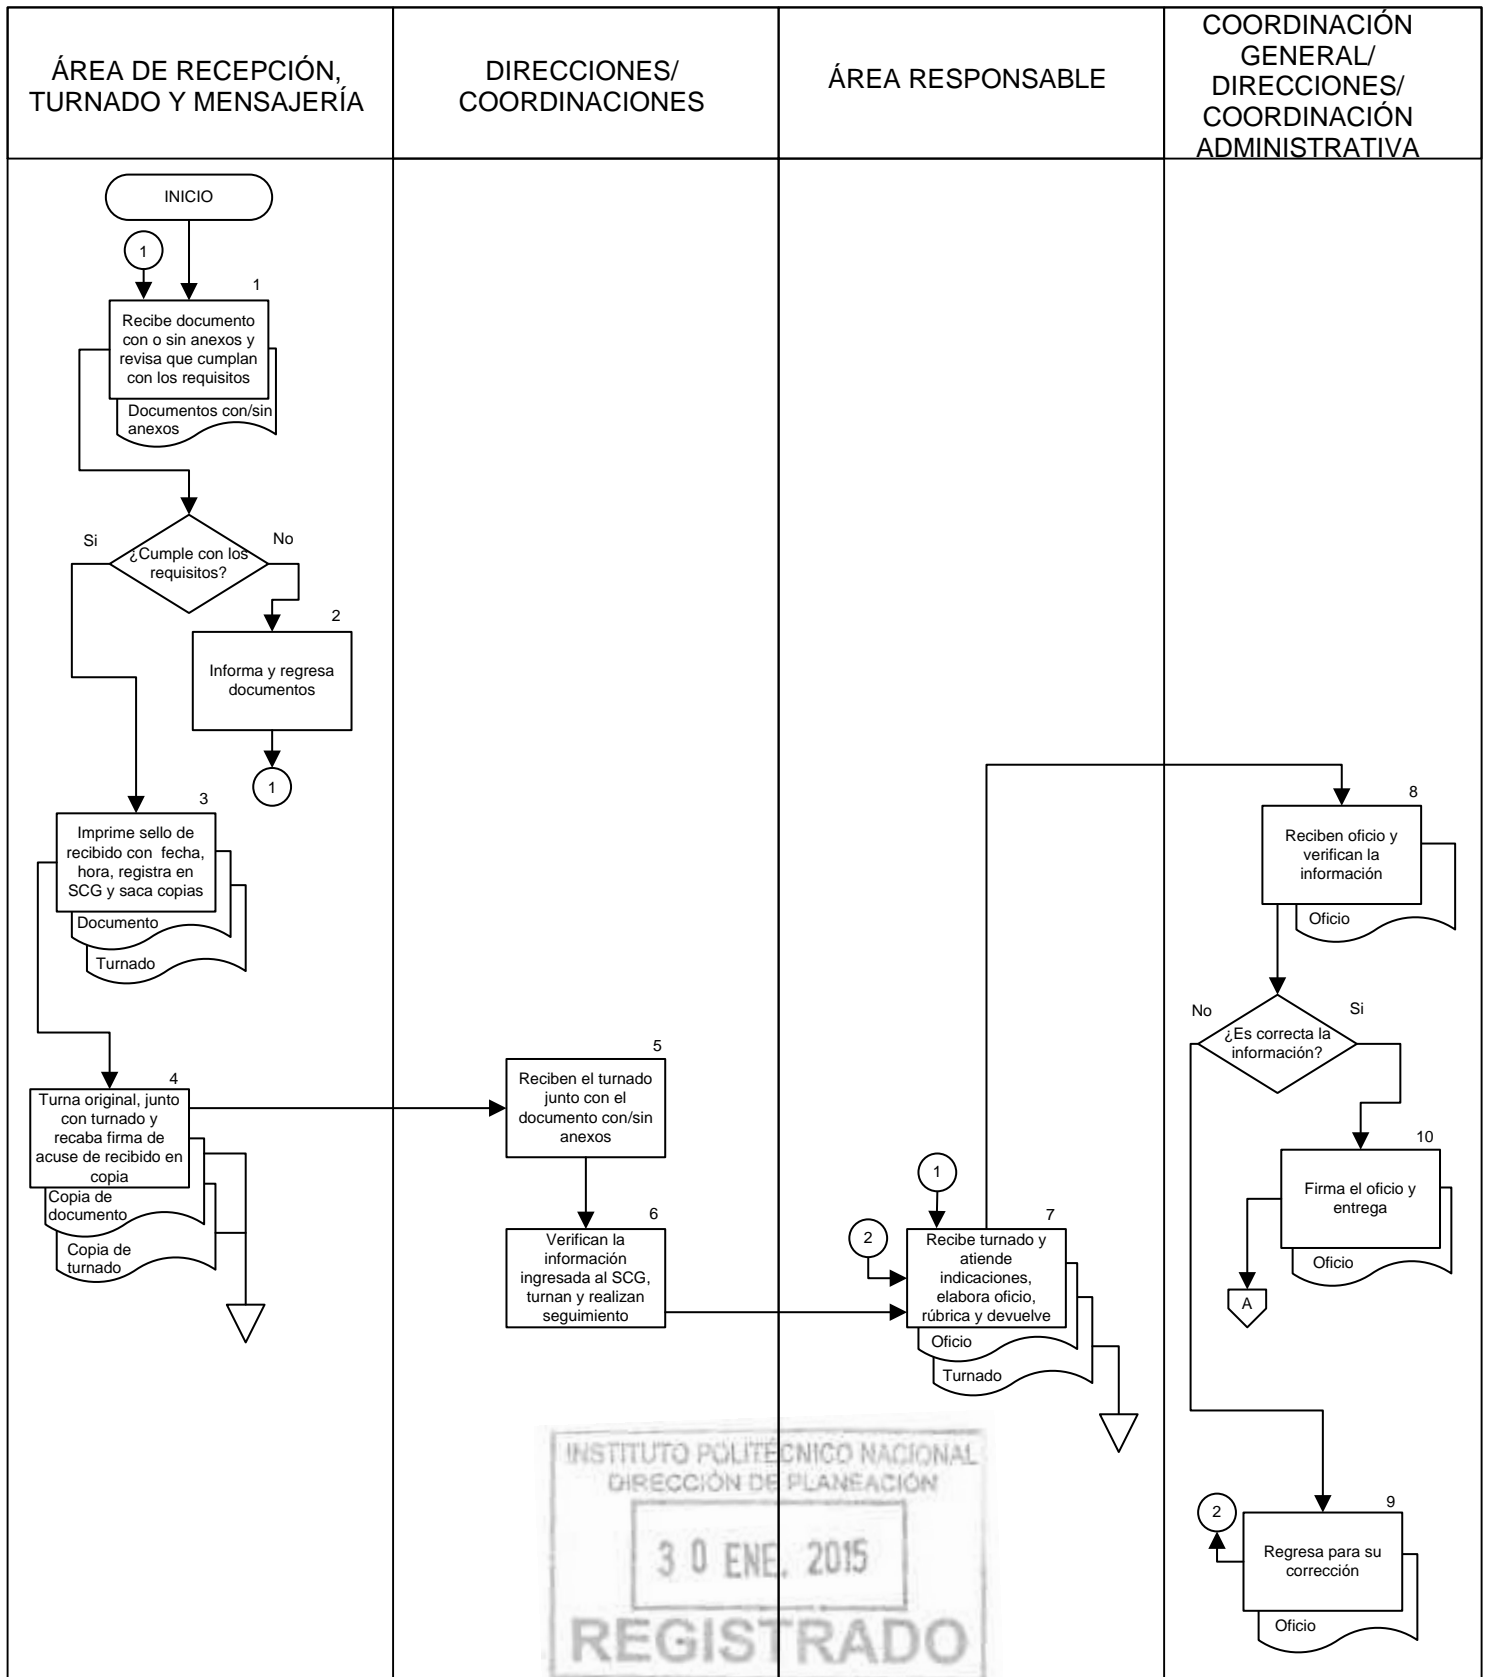 ÁREA DE RECEPCIÓN,
TURNADO Y MENSAJERÍA
DIRECCIONES/
COORDINACIONES
ÁREA RESPONSABLE
COORDINACIÓN
GENERAL/
DIRECCIONES/
COORDINACIÓN
ADMINISTRATIVA
INICIO
1
1
Recibe documento
con o sin anexos y
revisa que cumplan
con los requisitos
Documentos con/sin
anexos
Si
No
¿Cumple con los
requisitos?
2
Informa y regresa
documentos
1
3
Imprime sello de
recibido con fecha,
hora, registra en
SCG y saca copias
Documento
Turnado
4
Turna original, junto
con turnado y
recaba firma de
acuse de recibido en
copia
Copia de
documento
Copia de
turnado
5
Reciben el turnado
junto con el
documento con/sin
anexos
6
Verifican la
información
ingresada al SCG,
turnan y realizan
seguimiento
1
2
7
Recibe turnado y
atiende
indicaciones,
elabora oficio,
rúbrica y devuelve
Oficio
Turnado
8
Reciben oficio y
verifican la
información
Oficio
No
Si
¿Es correcta la
información?
10
Firma el oficio y
entrega
Oficio
A
9
2
Regresa para su
corrección
Oficio
INSTITUTO POLITÉCNICO NACIONAL
DIRECCIÓN DE PLANEACIÓN
30 ENE. 2015
REGISTRADO